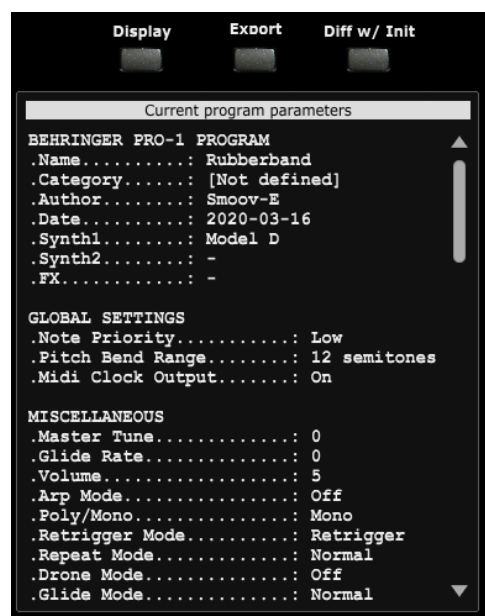 Display Export Diff w/ Init
Current program parameters
BEHRINGER PRO-1 PROGRAM
.Name..........: Rubberband
.Category......: [Not defined]
.Author........: Smoov-E
.Date..........: 2020-03-16
.Synth1........: Model D
.Synth2........: -
.FX............: -
GLOBAL SETTINGS
.Note Priority...........: Low
.Pitch Bend Range........: 12 semitones
.Midi Clock Output.......: On
MISCELLANEOUS
.Master Tune.............: 0
.Glide Rate..............: 0
.Volume..................: 5
.Arp Mode................: Off
.Poly/Mono...............: Mono
.Retrigger Mode..........: Retrigger
.Repeat Mode.............: Normal
.Drone Mode..............: Off
.Glide Mode..............: Normal